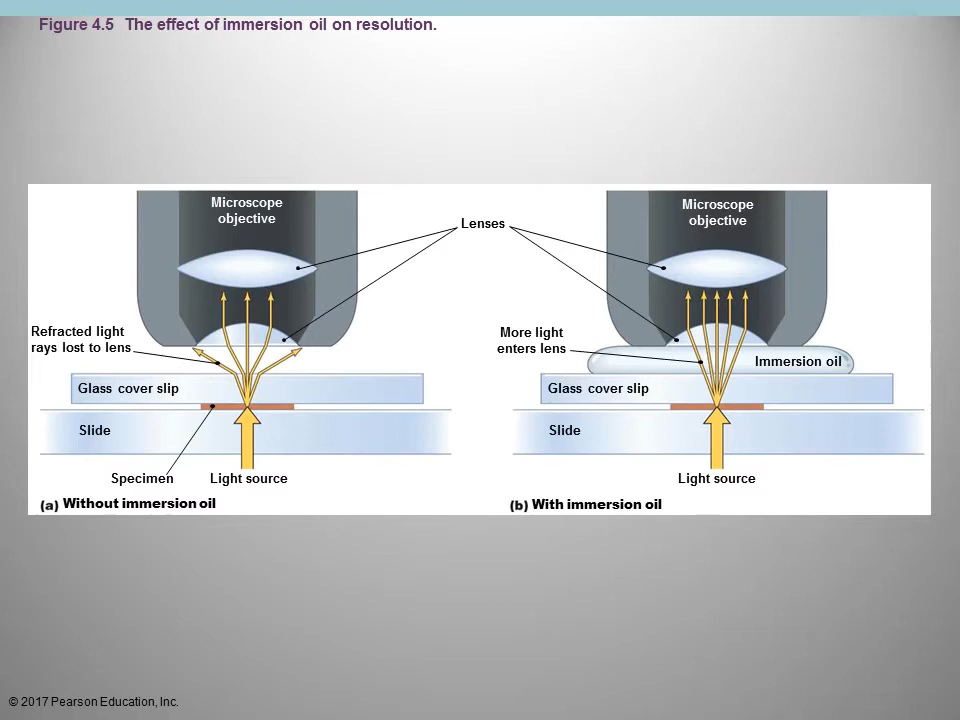 Figure 4.5 The effect of immersion oil on resolution.
Microscope
objective
Lenses
Microscope
objective
Refracted light
rays lost to lens
More light
enters lens
Immersion oil
Glass cover slip
Glass cover slip
Slide
Slide
Specimen
Light source
Light source
(a) Without immersion oil
(b) With immersion oil
© 2017 Pearson Education, Inc.